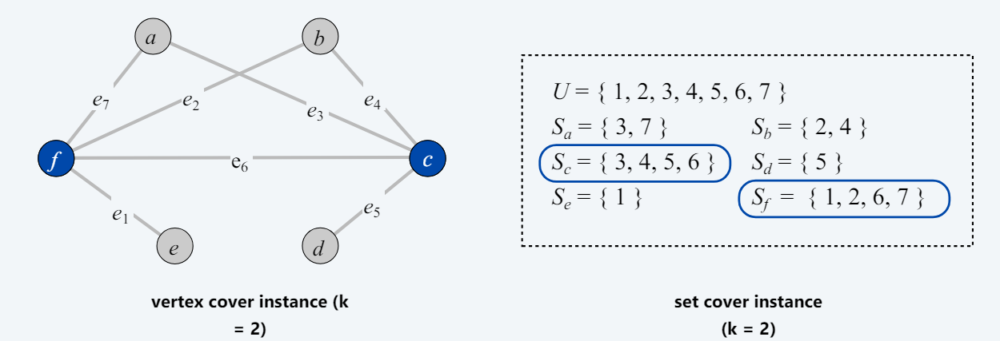 a
b
e7
e2
e3
e4
f
e6
c
e1
e5
e
d
vertex cover instance (k
= 2)
U = { 1, 2, 3, 4, 5, 6, 7 }
Sa = { 3, 7 } Sb = { 2, 4 }
Sc = { 3, 4, 5, 6 } Sd = { 5 }
Se = { 1 } Sf = { 1, 2, 6, 7 }
set cover instance
(k = 2)